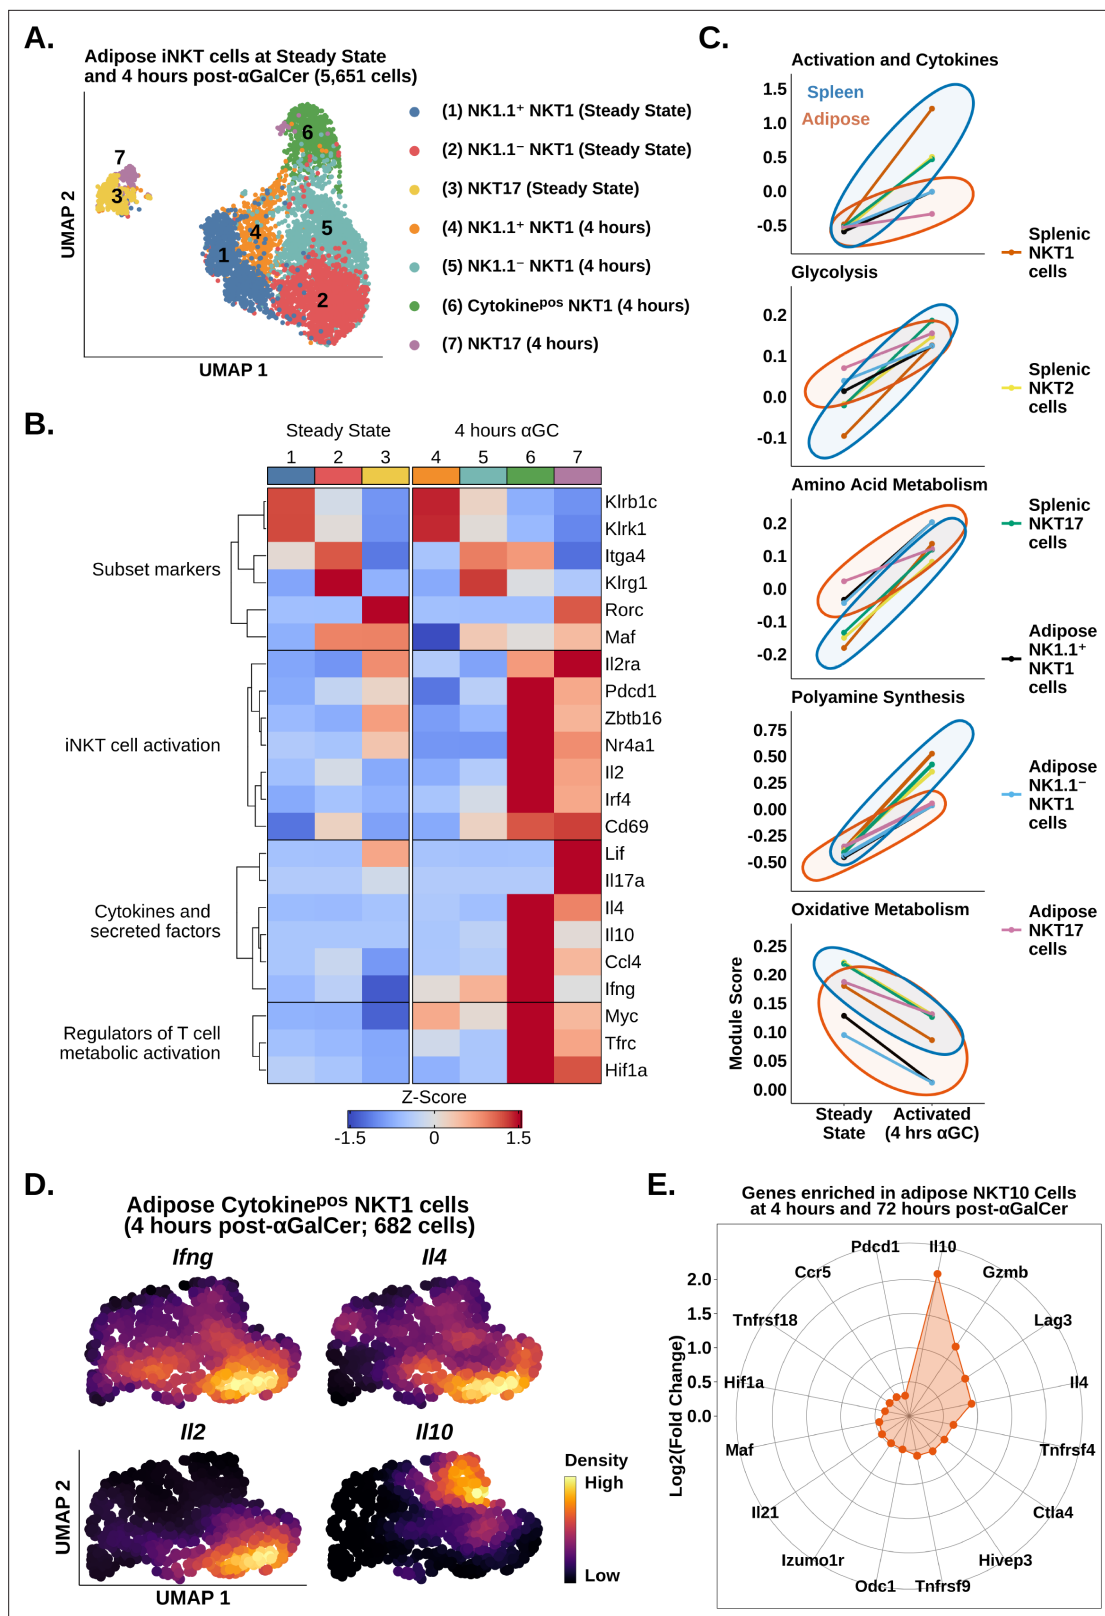 A.
Adipose iNKT cells at Steady State
and 4 hours post-αGalCer (5,651 cells)
UMAP 2
UMAP 1
7
3
6
5
4
1
2
(1) NK1.1⁺ NKT1 (Steady State)
(2) NK1.1⁻ NKT1 (Steady State)
(3) NKT17 (Steady State)
(4) NK1.1⁺ NKT1 (4 hours)
(5) NK1.1⁻ NKT1 (4 hours)
(6) Cytokineᵖᵒˢ NKT1 (4 hours)
(7) NKT17 (4 hours)
B.
Steady State 4 hours αGC
1 2 3 4 5 6 7
Subset markers
iNKT cell activation
Cytokines and
secreted factors
Regulators of T cell
metabolic activation
Klrb1c
Klrk1
Itga4
Klrg1
Rorc
Maf
Il2ra
Pdcd1
Zbtb16
Nr4a1
Il2
Irf4
Cd69
Lif
Il17a
Il4
Il10
Ccl4
Ifng
Myc
Tfrc
Hif1a
Z-Score
-1.5 0 1.5
C.
Activation and Cytokines
Spleen
Adipose
1.5
1.0
0.5
0.0
-0.5
Glycolysis
0.2
0.1
0.0
-0.1
Amino Acid Metabolism
0.2
0.1
0.0
-0.1
-0.2
Polyamine Synthesis
0.75
0.50
0.25
0.00
-0.25
-0.50
Oxidative Metabolism
0.25
0.20
0.15
0.10
0.05
0.00
Module Score
Steady
State
Activated
(4 hrs αGC)
Splenic
NKT1
cells
Splenic
NKT2
cells
Splenic
NKT17
cells
Adipose
NK1.1⁺
NKT1
cells
Adipose
NK1.1⁻
NKT1
cells
Adipose
NKT17
cells
D.
Adipose Cytokineᵖᵒˢ NKT1 cells
(4 hours post-αGalCer; 682 cells)
Ifng
Il4
Il2
Il10
UMAP 2
UMAP 1
Density
High
Low
E.
Genes enriched in adipose NKT10 Cells
at 4 hours and 72 hours post-αGalCer
Log2(Fold Change)
2.0
1.5
1.0
0.5
0.0
Il10
Gzmb
Lag3
Il4
Tnfrsf4
Ctla4
Hivep3
Tnfrsf9
Odc1
Izumo1r
Il21
Maf
Hif1a
Tnfrsf18
Ccr5
Pdcd1